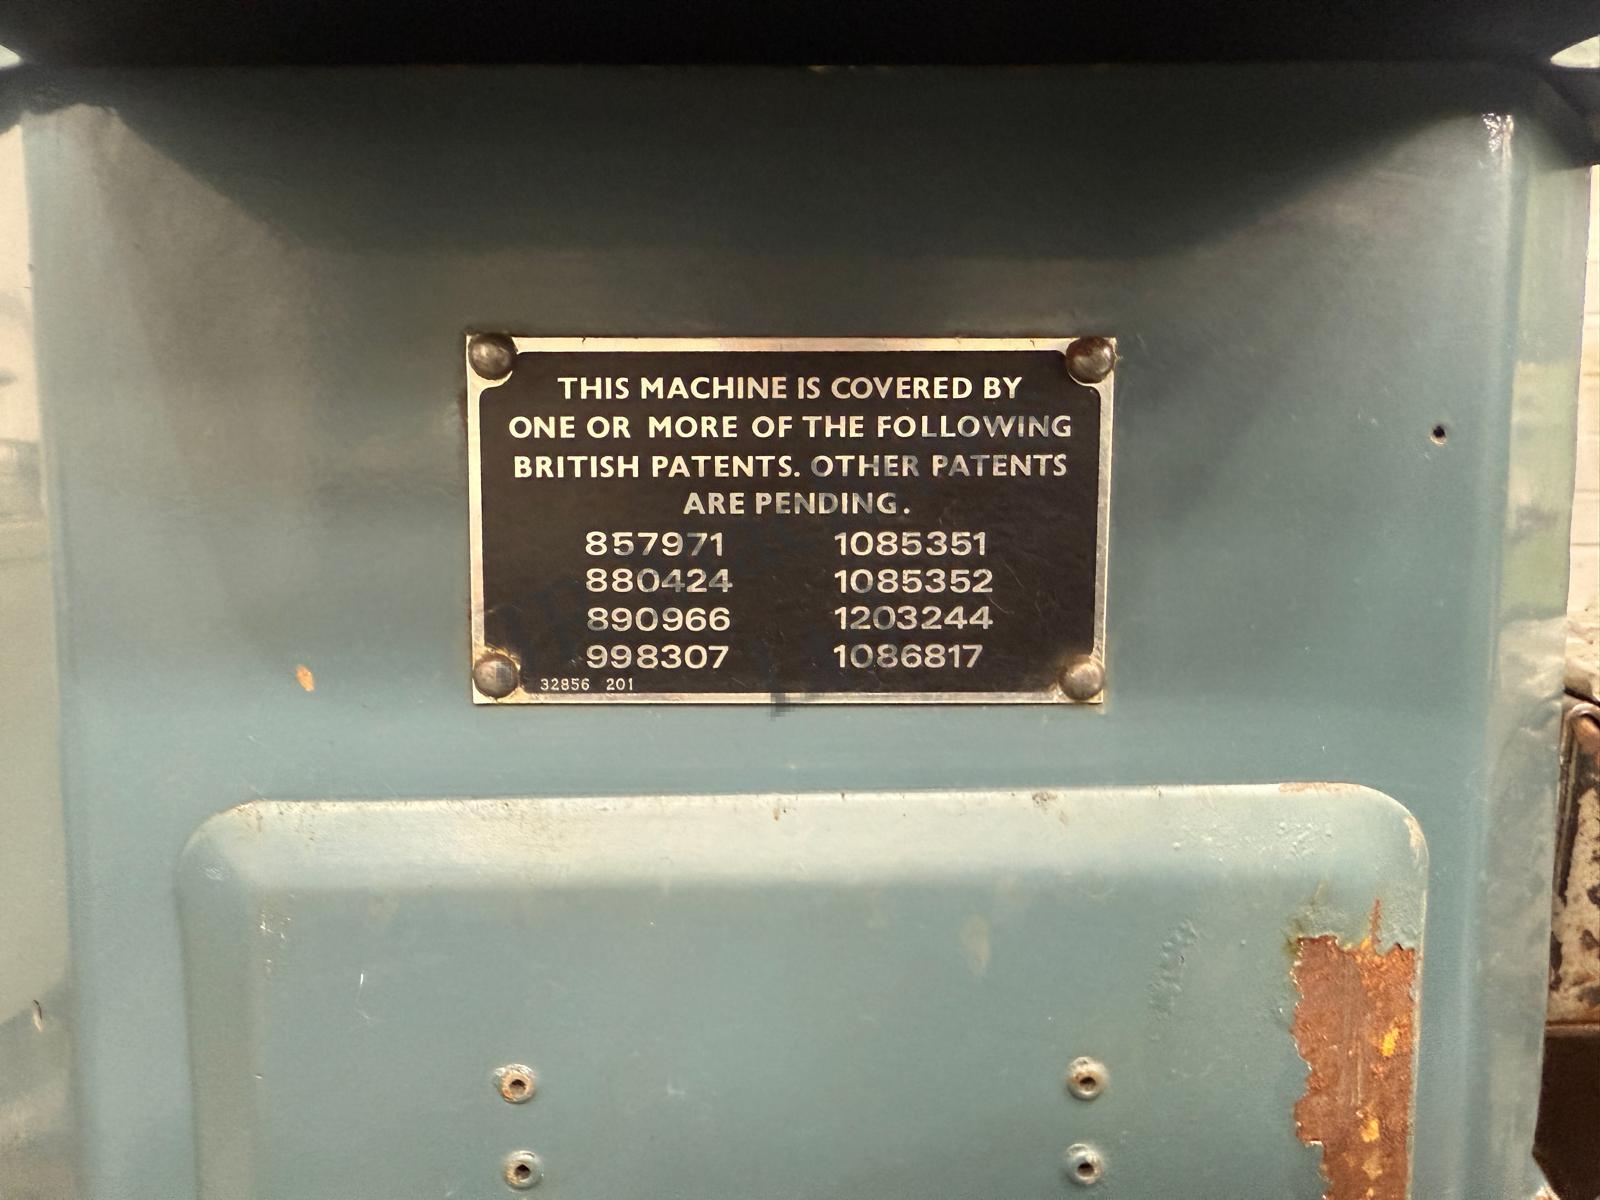 THIS MACHINE IS COVERED BY
ONE OR MORE OF THE FOLLOWING
BRITISH PATENTS. OTHER PATENTS
ARE PENDING.
857971 1085351
880424 1085352
890966 1203244
998307 1086817
32856 201